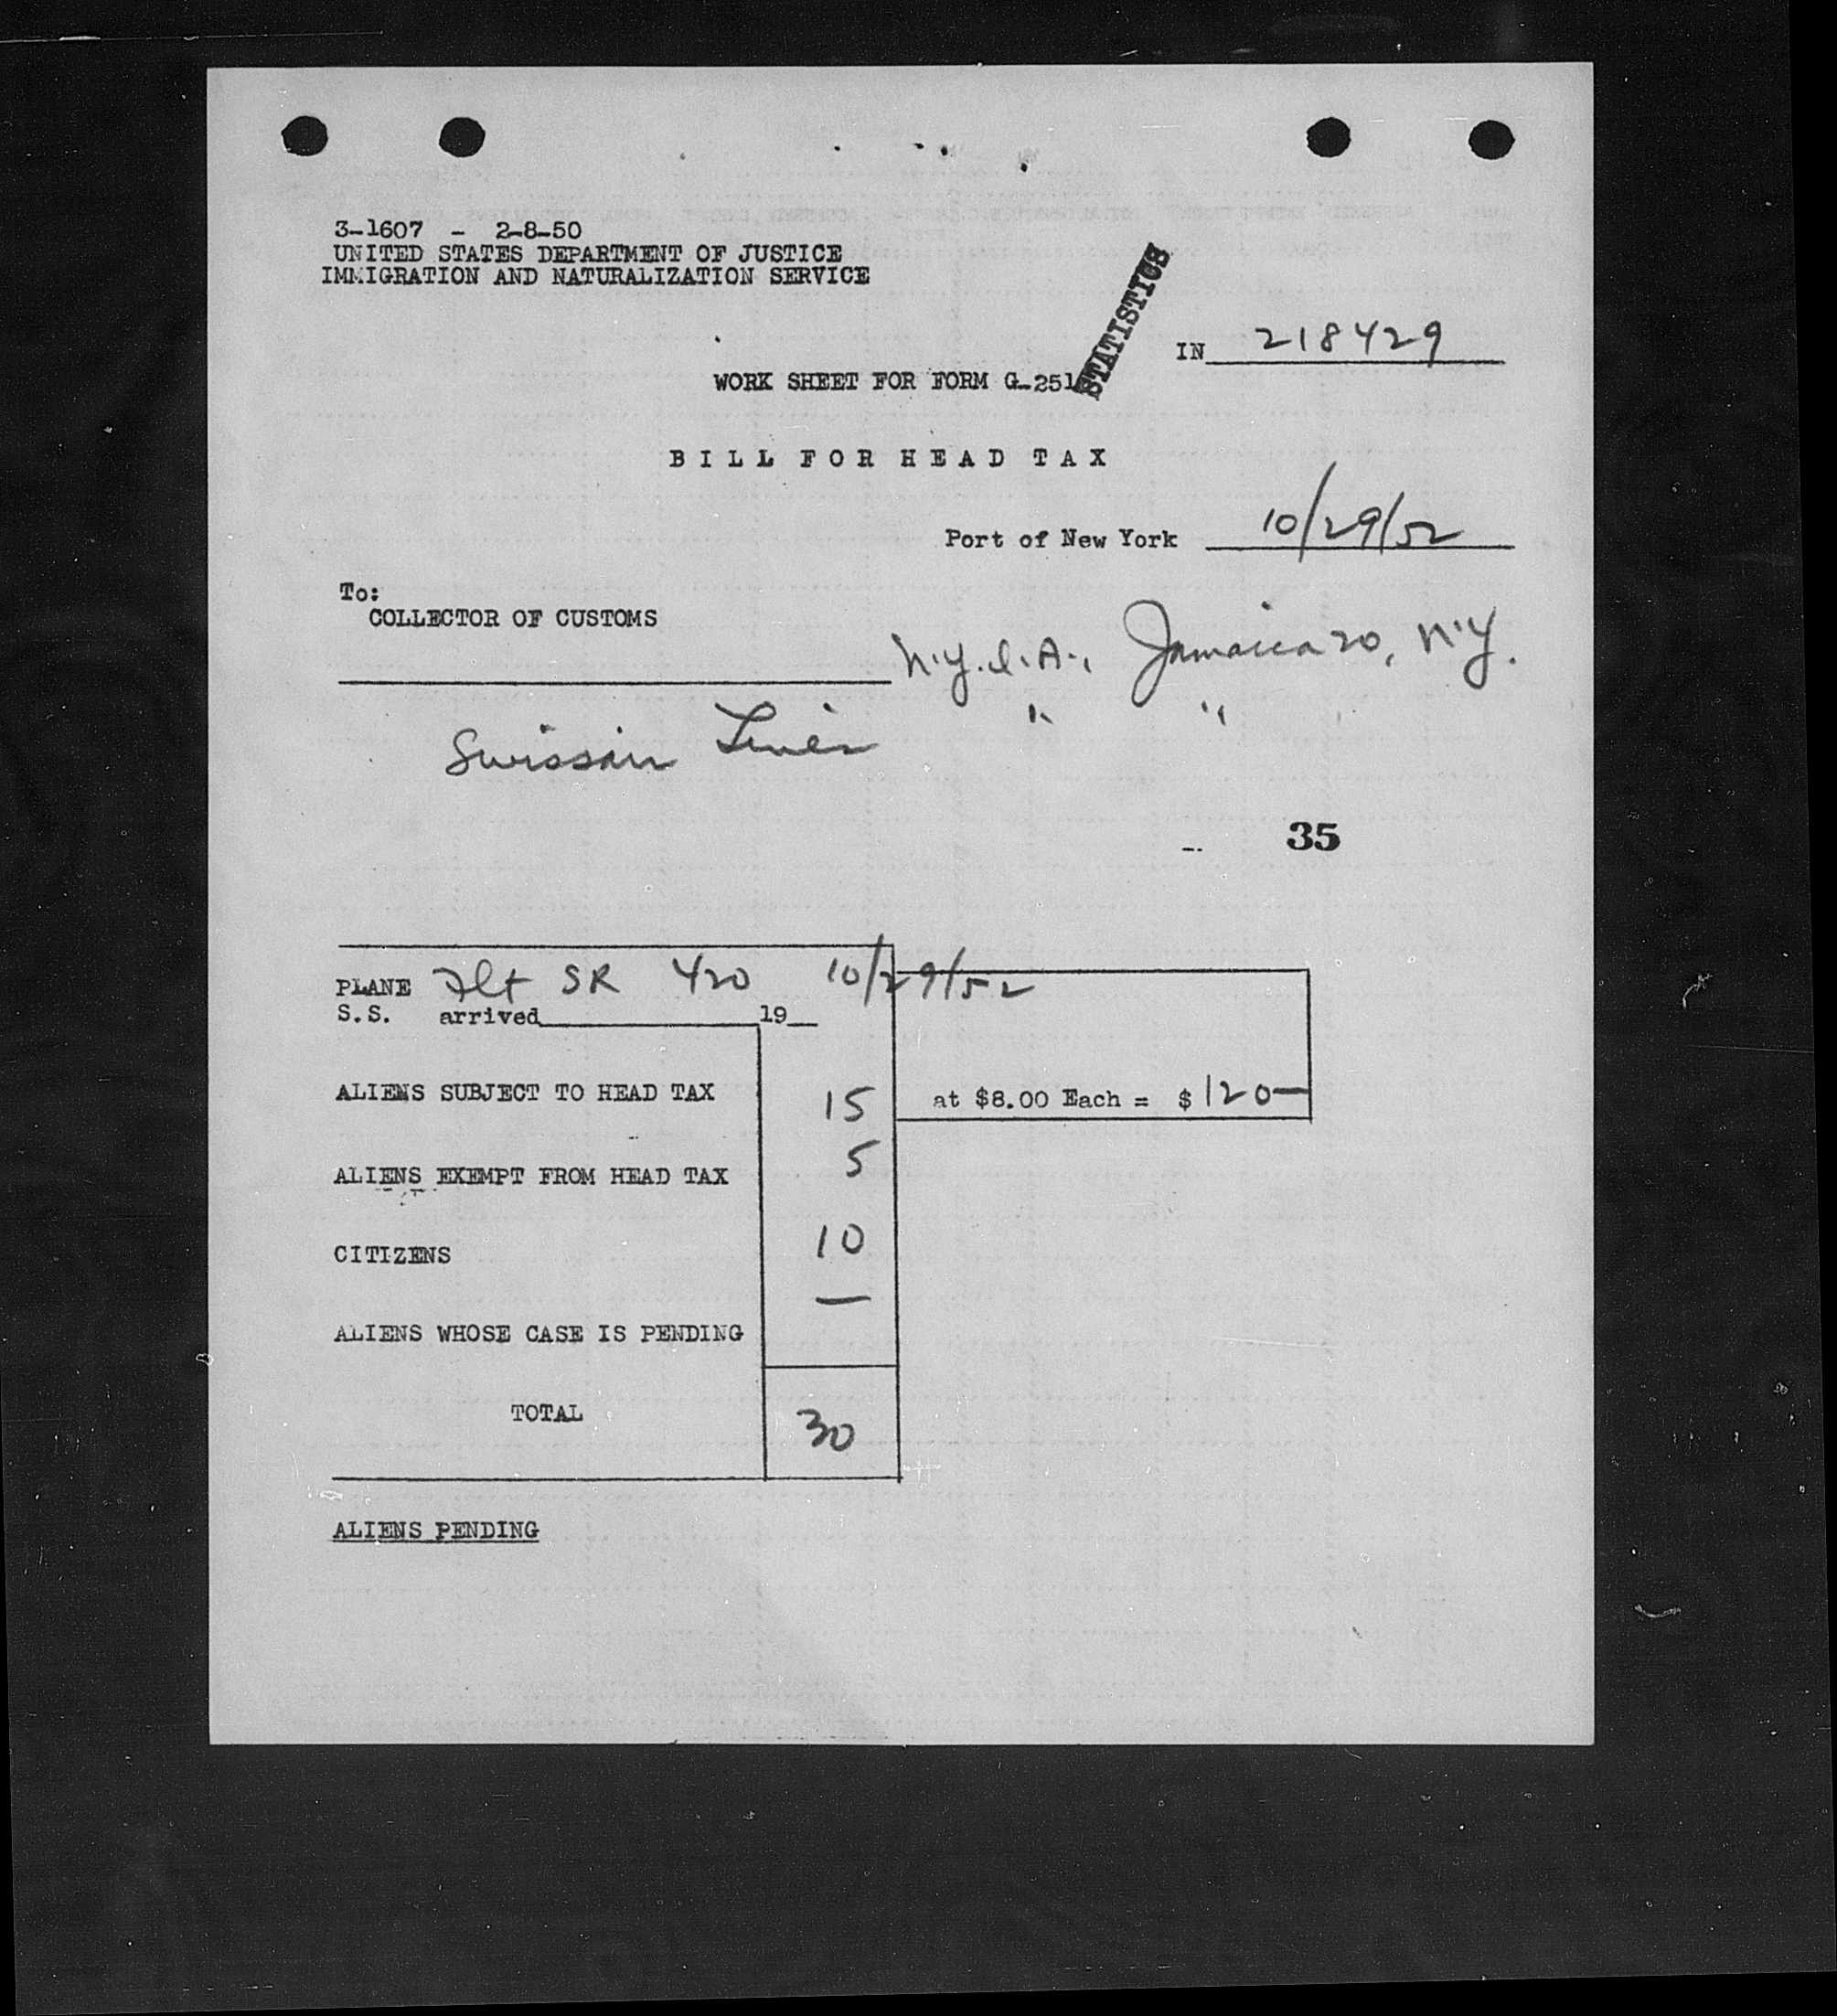 3-1607 - 2-8-50
UNITED STATES DEPARTMENT OF JUSTICE
IMMIGRATION AND NATURALIZATION SERVICE
STATISTICS
IN 218429
WORK SHEET FOR FORM G-251
BILL FOR HEAD TAX
Port of New York 10/29/52
To:
COLLECTOR OF CUSTOMS
N.Y.I.A., Jamaica 20, N.Y.
Swissair Lines " "
35
PLANE Flt SR 420 10/29/52
S.S. arrived 19
ALIENS SUBJECT TO HEAD TAX 15 at $8.00 Each = $ 120—
ALIENS EXEMPT FROM HEAD TAX 5
CITIZENS 10
ALIENS WHOSE CASE IS PENDING —
TOTAL 30
ALIENS PENDING